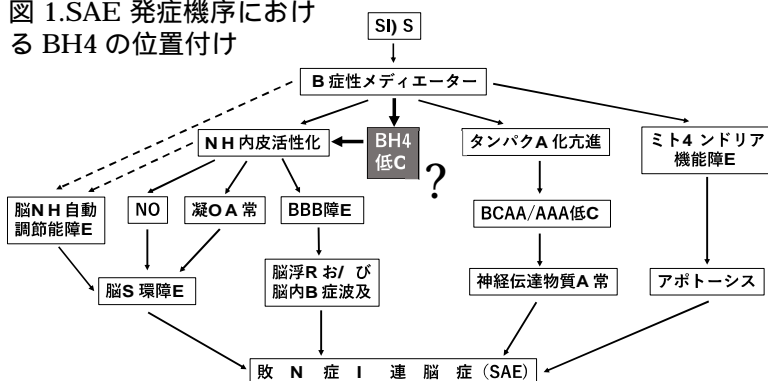 図 1.SAE 発症機序におけ
る BH4 の位置付け
SI) S
B 症性メディエーター
N H 内皮活性化
BH4
低C
?
タンパクA 化亢進
ミト4 ンドリア
機能障E
脳N H 自動
調節能障E
NO
凝O A 常
BBB障E
BCAA/AAA低C
脳S 環障E
脳浮R お/ び
脳内B 症波及
神経伝達物質A 常
アポトーシス
敗 N 症 I 連 脳 症 (SAE)